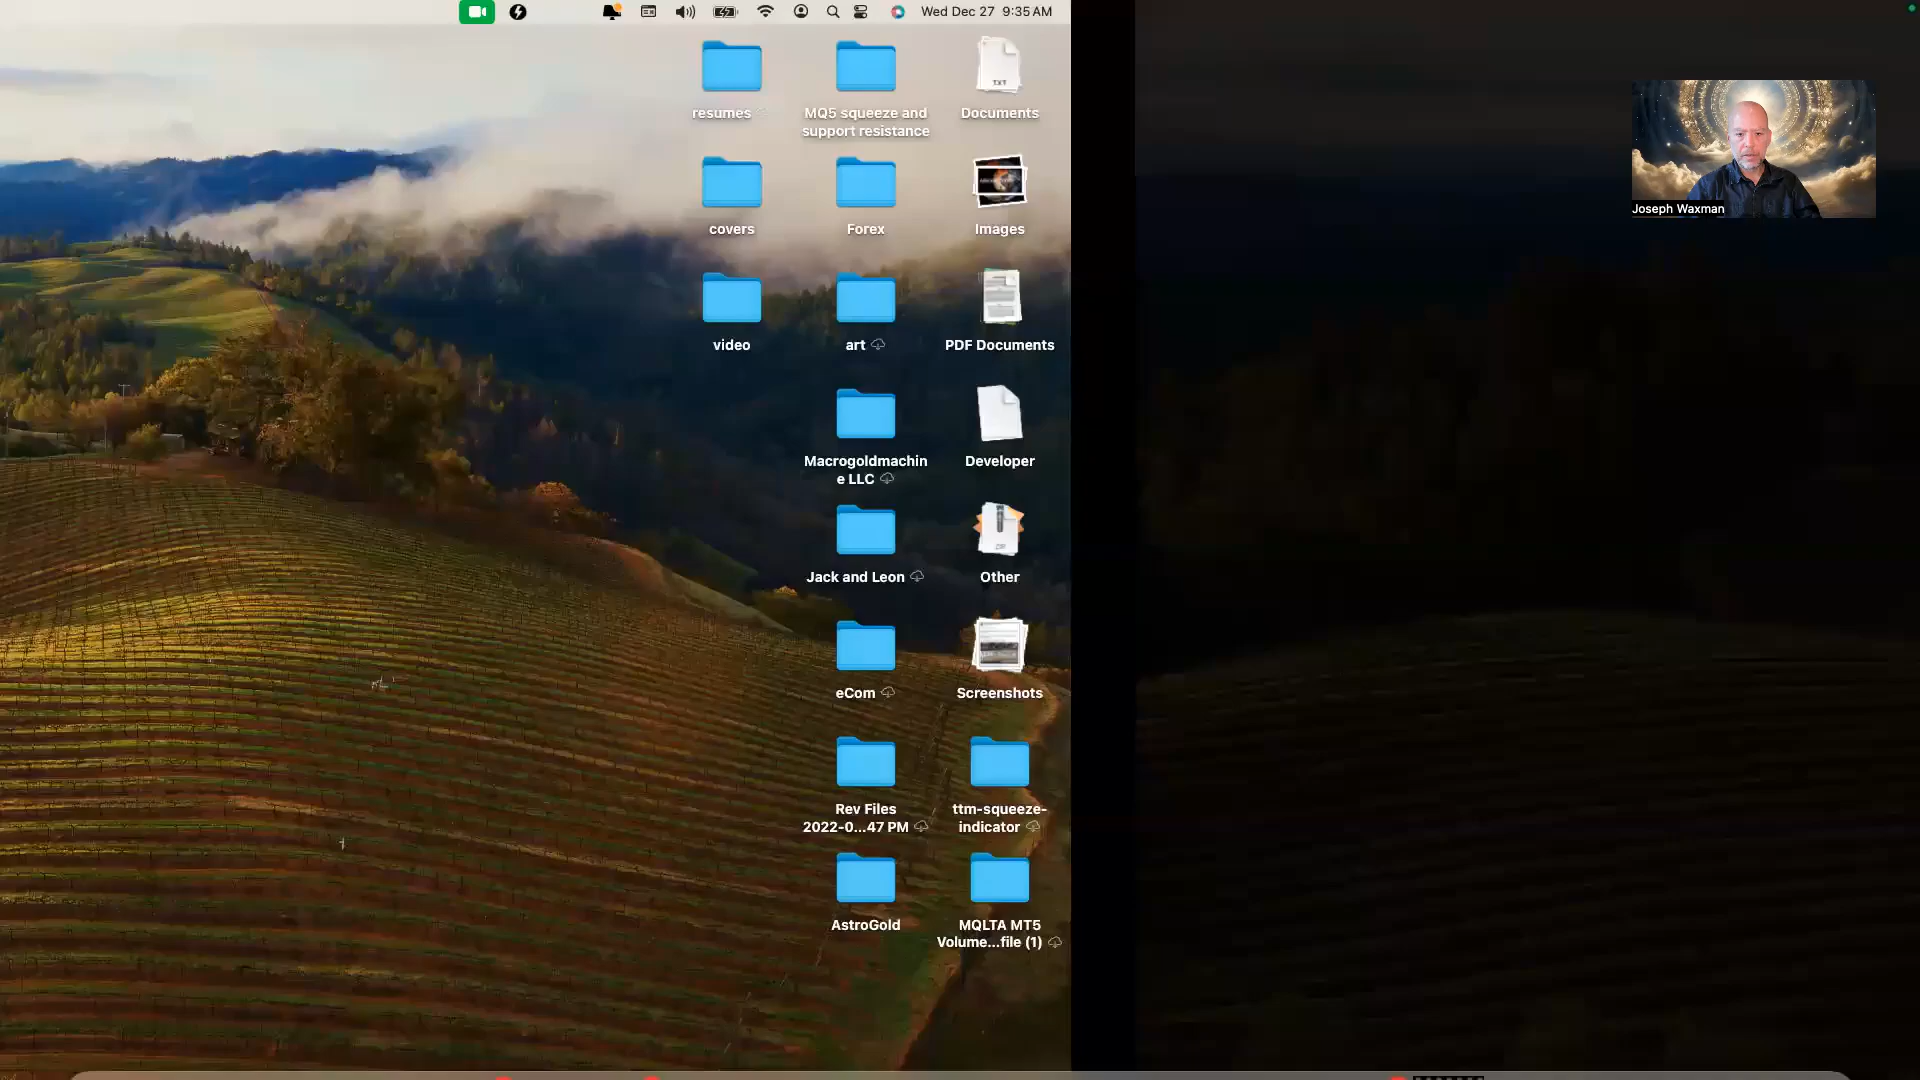 Wed Dec 27 9:35 AM
resumes
MQ5 squeeze and
support resistance
Documents
TXT
covers
Forex
Images
video
art
PDF Documents
Macrogoldmachin
e LLC
Developer
Jack and Leon
Other
ZIP
eCom
Screenshots
Rev Files
2022-0...47 PM
ttm-squeeze-
indicator
AstroGold
MQLTA MT5
Volume...file (1)
Joseph Waxman